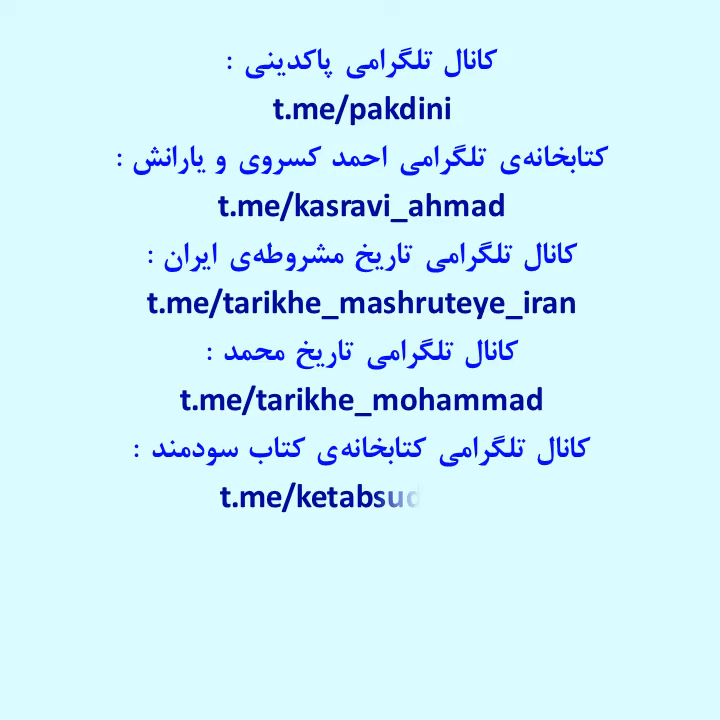 کانال تلگرامی پاکدینی :
t.me/pakdini
کتابخانه‌ی تلگرامی احمد کسروی و یارانش :
t.me/kasravi_ahmad
کانال تلگرامی تاریخ مشروطه‌ی ایران :
t.me/tarikhe_mashruteye_iran
کانال تلگرامی تاریخ محمد :
t.me/tarikhe_mohammad
کانال تلگرامی کتابخانه‌ی کتاب سودمند :
t.me/ketabsud